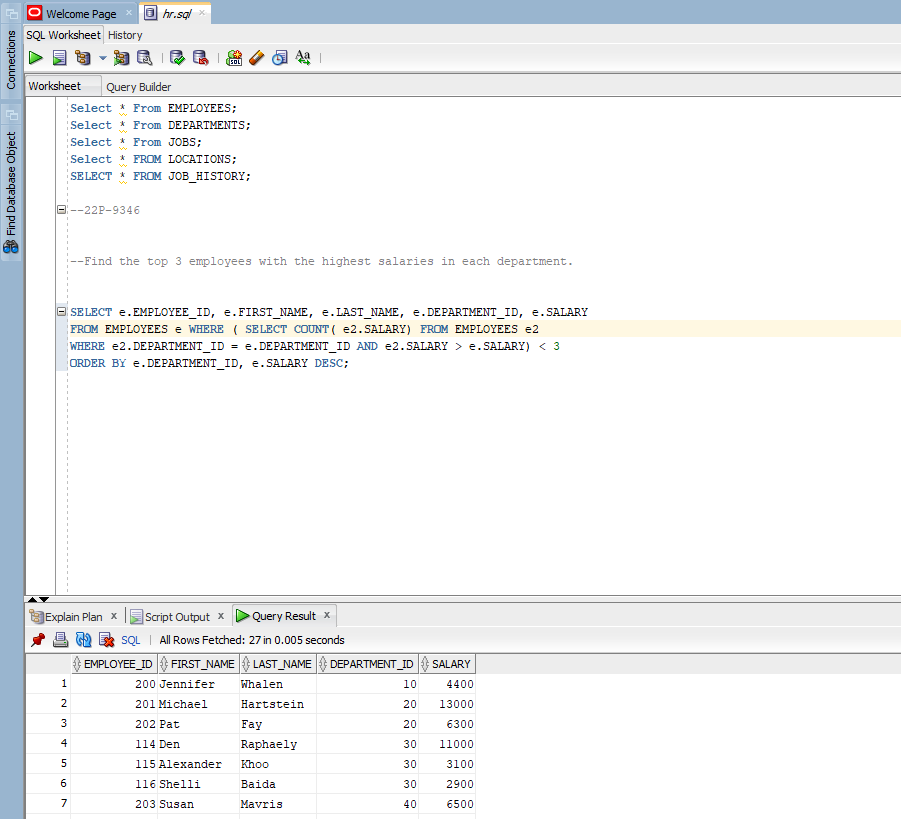 Welcome Page
hr.sql
SQL Worksheet History
Connections
Find Database Object
Worksheet Query Builder
Select * From EMPLOYEES;
Select * From DEPARTMENTS;
Select * From JOBS;
Select * FROM LOCATIONS;
SELECT * FROM JOB_HISTORY;
--22P-9346
--Find the top 3 employees with the highest salaries in each department.
SELECT e.EMPLOYEE_ID, e.FIRST_NAME, e.LAST_NAME, e.DEPARTMENT_ID, e.SALARY
FROM EMPLOYEES e WHERE ( SELECT COUNT( e2.SALARY) FROM EMPLOYEES e2
WHERE e2.DEPARTMENT_ID = e.DEPARTMENT_ID AND e2.SALARY > e.SALARY) < 3
ORDER BY e.DEPARTMENT_ID, e.SALARY DESC;
Explain Plan x Script Output x Query Result x
SQL | All Rows Fetched: 27 in 0.005 seconds
EMPLOYEE_ID FIRST_NAME LAST_NAME DEPARTMENT_ID SALARY
1 200 Jennifer Whalen 10 4400
2 201 Michael Hartstein 20 13000
3 202 Pat Fay 20 6300
4 114 Den Raphaely 30 11000
5 115 Alexander Khoo 30 3100
6 116 Shelli Baida 30 2900
7 203 Susan Mavris 40 6500